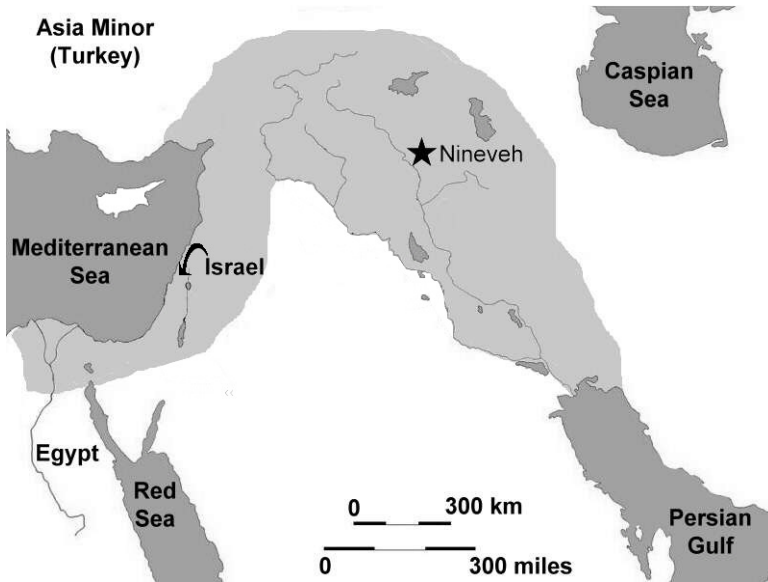 Asia Minor
(Turkey)
Caspian
Sea
Nineveh
Mediterranean
Sea
Israel
Egypt
Red
Sea
0 300 km
0 300 miles
Persian
Gulf